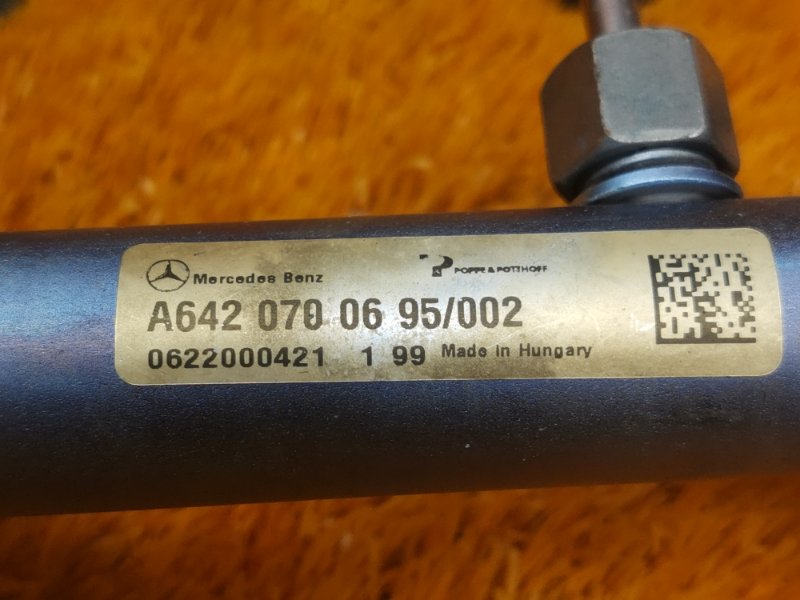 Mercedes Benz POPPE & POTTHOFF
A642 070 06 95/002
0622000421 1 99 Made in Hungary